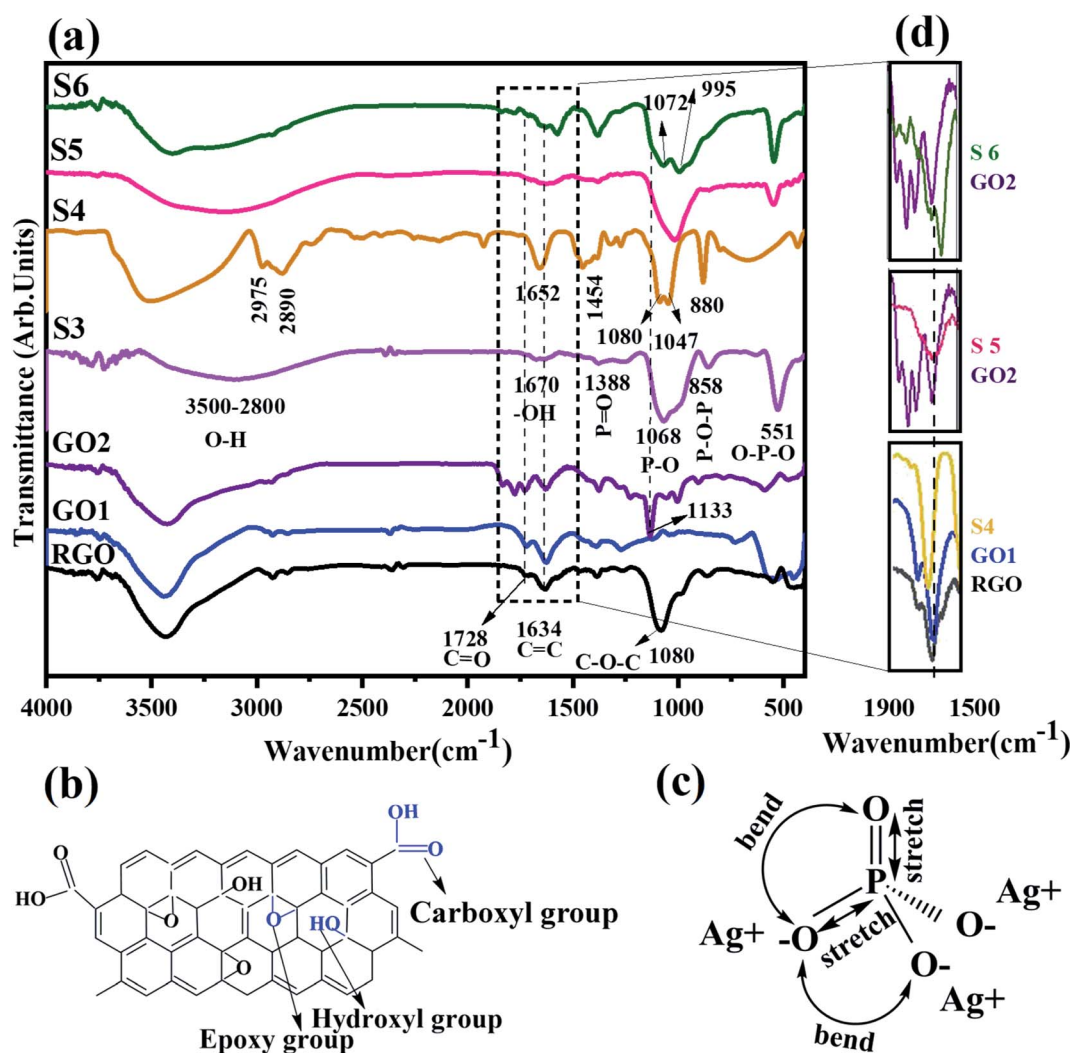 (a)
(d)
S6
S5
S4
S3
GO2
GO1
RGO
Transmittance (Arb.Units)
1072
995
2975
2890
1652
1454
1080
1047
880
3500-2800
O-H
1670
-OH
1388
P=O
1068
P-O
858
P-O-P
551
O-P-O
1133
1728
C=O
1634
C=C
C-O-C
1080
4000 3500 3000 2500 2000 1500 1000 500
Wavenumber(cm⁻¹)
S 6
GO2
S 5
GO2
S4
GO1
RGO
1900 1500
Wavenumber(cm⁻¹)
(b)
OH
O
O
HO
OH
O
O
HO
O
Carboxyl group
Hydroxyl group
Epoxy group
(c)
bend
O
stretch
P
Ag+
O-
Ag+ -O
stretch
O-
Ag+
bend